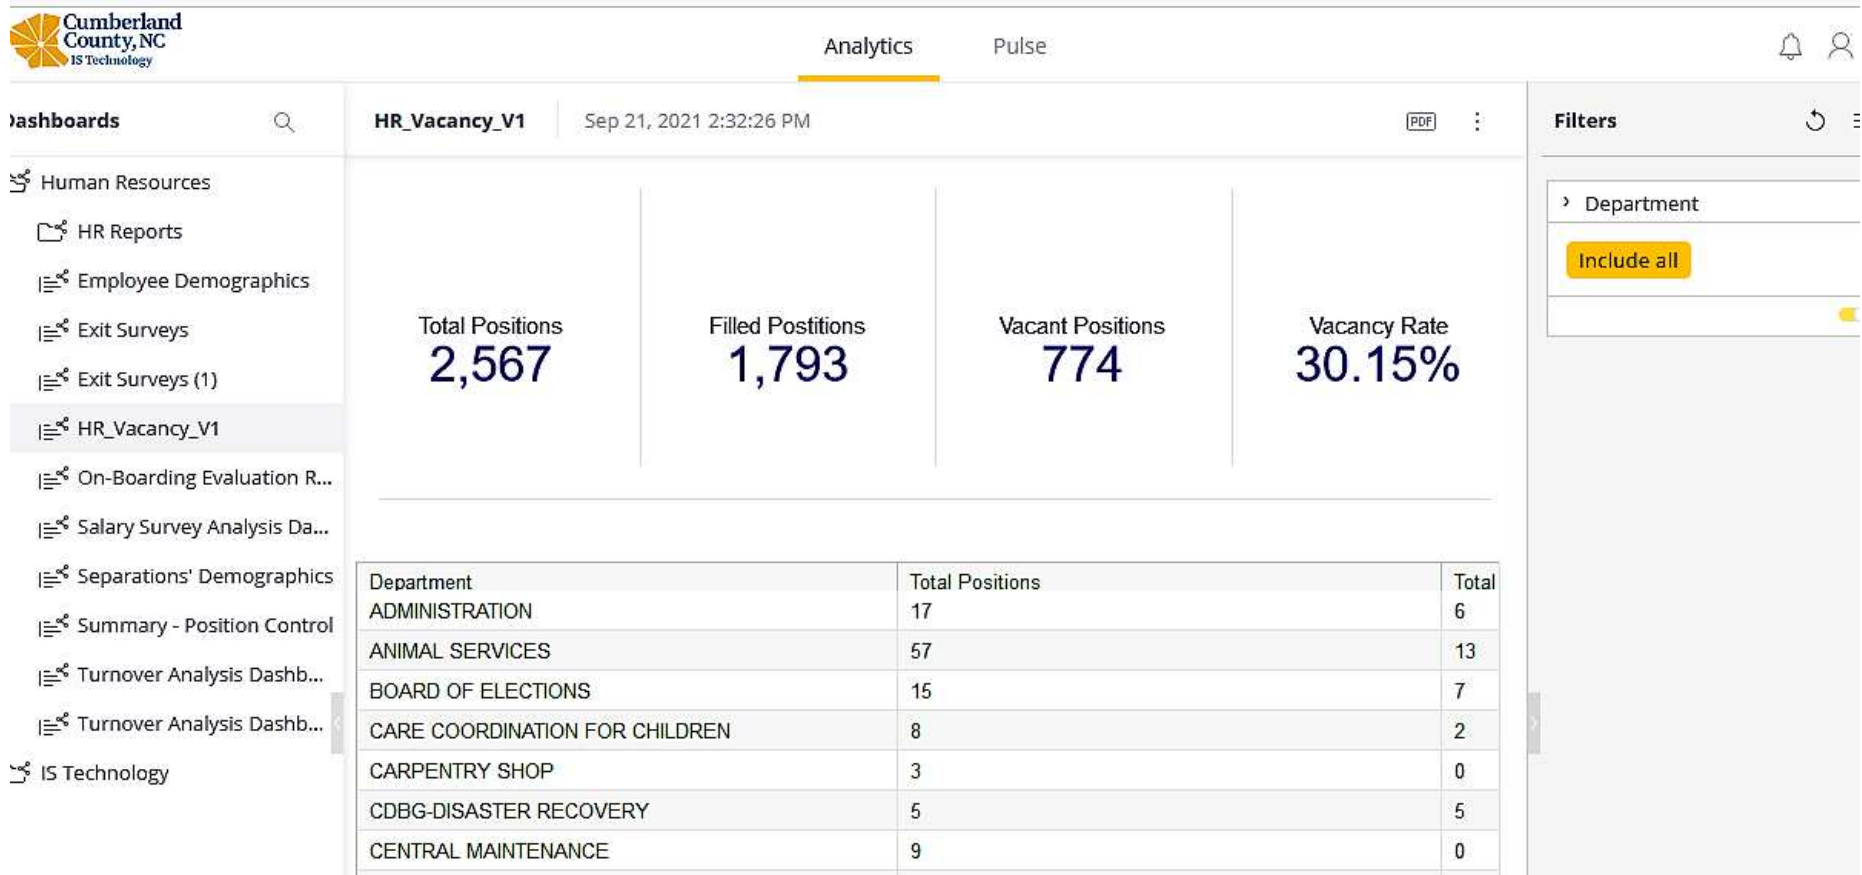 Cumberland
County, NC
IS Technology
Analytics
Pulse
Dashboards
HR_Vacancy_V1
Sep 21, 2021 2:32:26 PM
PDF
Filters
Human Resources
HR Reports
Employee Demographics
Exit Surveys
Exit Surveys (1)
HR_Vacancy_V1
On-Boarding Evaluation R...
Salary Survey Analysis Da...
Separations' Demographics
Summary - Position Control
Turnover Analysis Dashb...
Turnover Analysis Dashb...
IS Technology
Total Positions
2,567
Filled Postitions
1,793
Vacant Positions
774
Vacancy Rate
30.15%
Department Total Positions Total
ADMINISTRATION 17 6
ANIMAL SERVICES 57 13
BOARD OF ELECTIONS 15 7
CARE COORDINATION FOR CHILDREN 8 2
CARPENTRY SHOP 3 0
CDBG-DISASTER RECOVERY 5 5
CENTRAL MAINTENANCE 9 0
Department
Include all